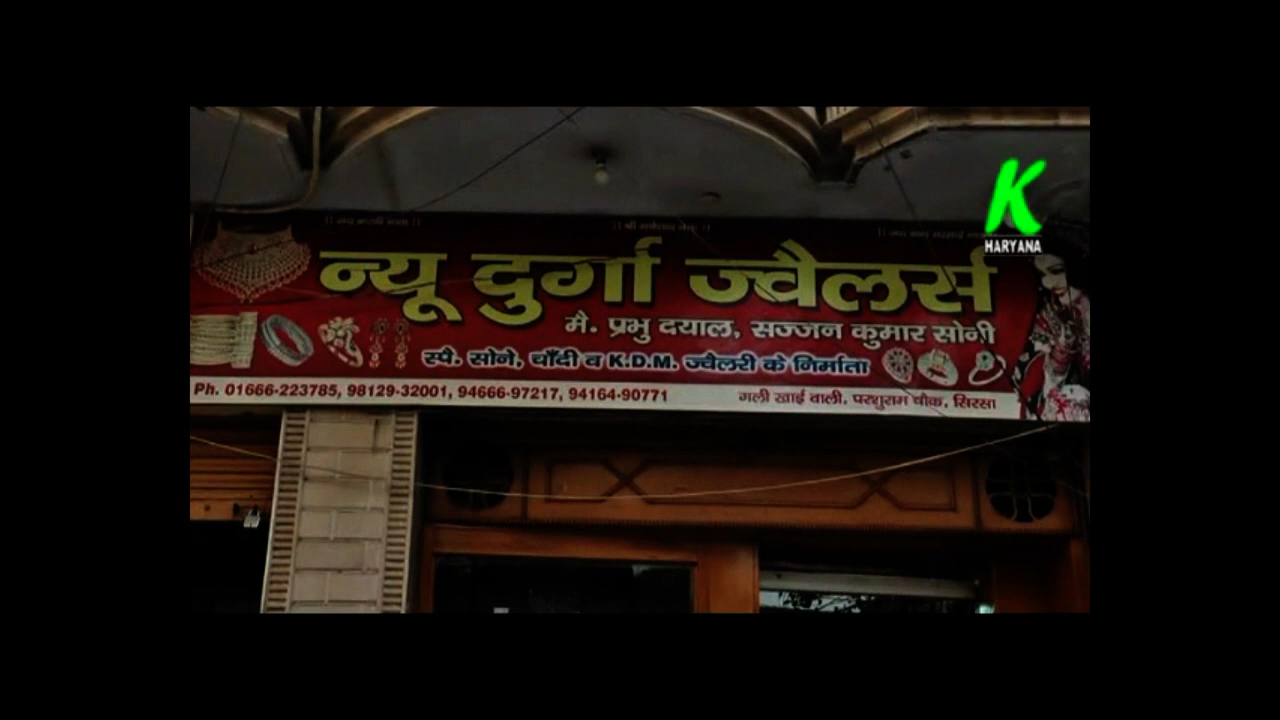 K
HARYANA
न्यू दुर्गा ज्वैलर्स
मै. प्रभु दयाल, सज्जन कुमार सोनी
स्पै. सोने, चाँदी व K.D.M. ज्वैलरी के निर्माता
Ph. 01666-223785, 98129-32001, 94666-97217, 94164-90771
गली खाई वाली, परशुराम चौक, सिरसा